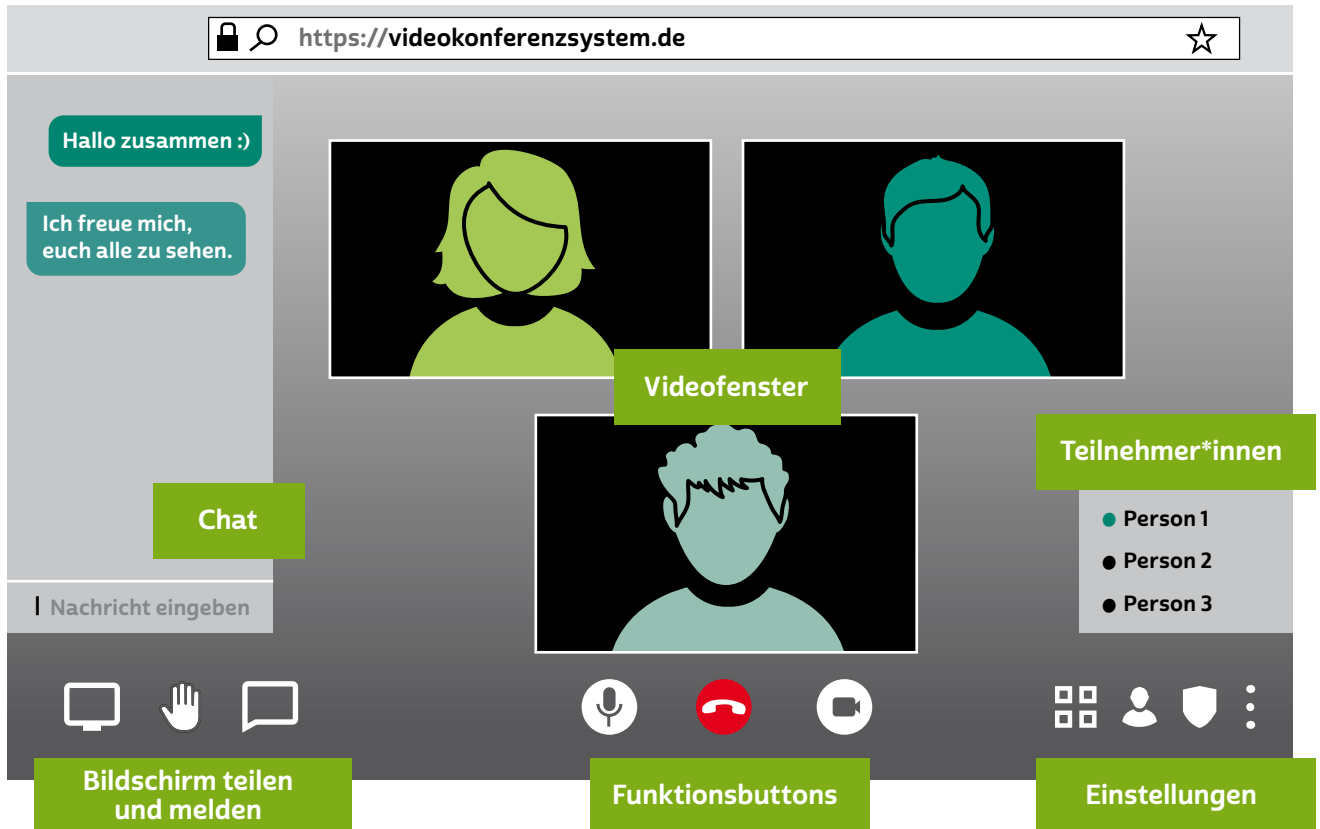 https://videokonferenzsystem.de
Hallo zusammen :)
Ich freue mich,
euch alle zu sehen.
Videofenster
Teilnehmer*innen
Chat
Person 1
Person 2
Person 3
Nachricht eingeben
Bildschirm teilen
und melden
Funktionsbuttons
Einstellungen